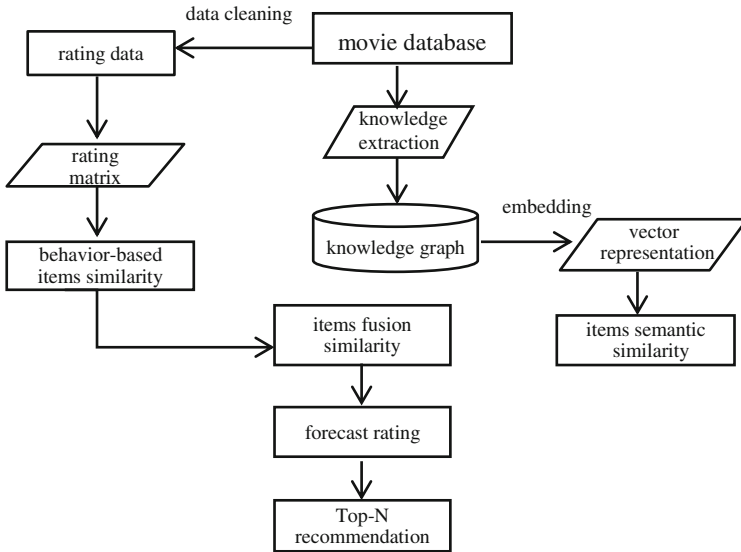 data cleaning
movie database
rating data
knowledge
extraction
rating
matrix
embedding
knowledge graph
vector
representation
behavior-based
items similarity
items fusion
similarity
items semantic
similarity
forecast rating
Top-N
recommendation